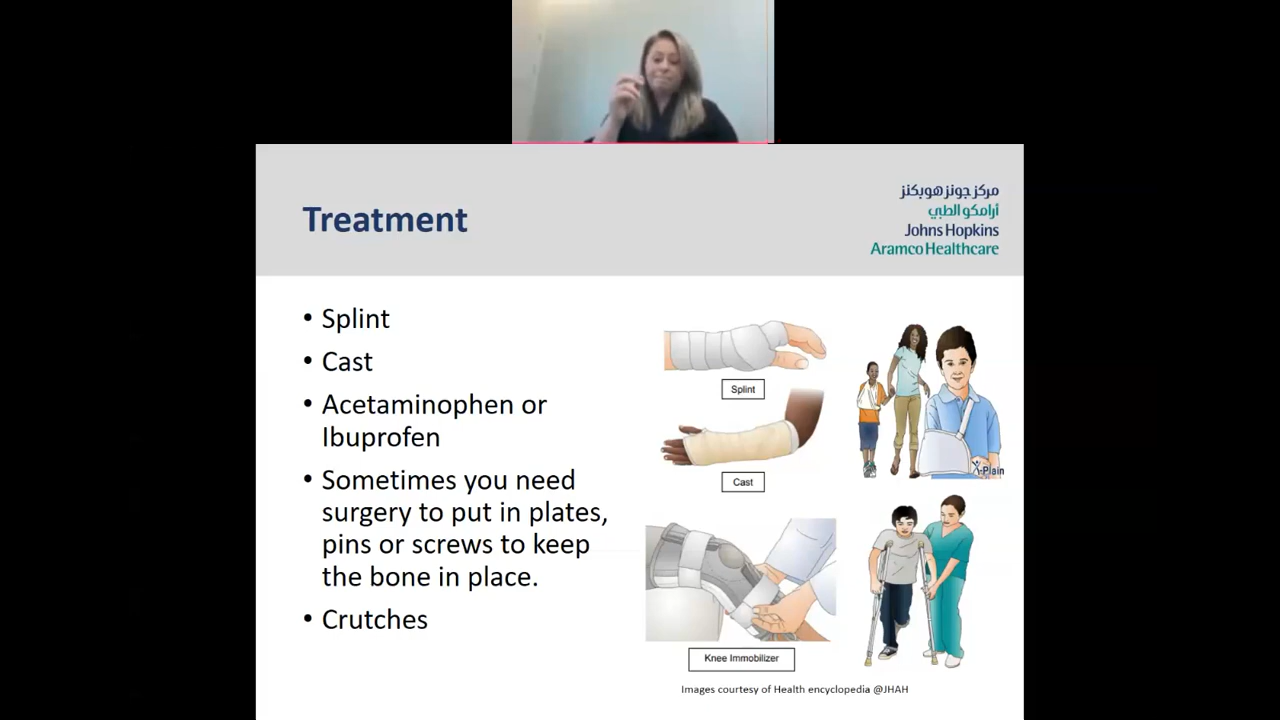 مركز جونز هوبكنز
أرامكو الطبي
Johns Hopkins
Aramco Healthcare
Treatment
• Splint
• Cast
• Acetaminophen or
Ibuprofen
• Sometimes you need
surgery to put in plates,
pins or screws to keep
the bone in place.
• Crutches
Splint
Cast
Knee Immobilizer
-Plain
Images courtesy of Health encyclopedia @JHAH